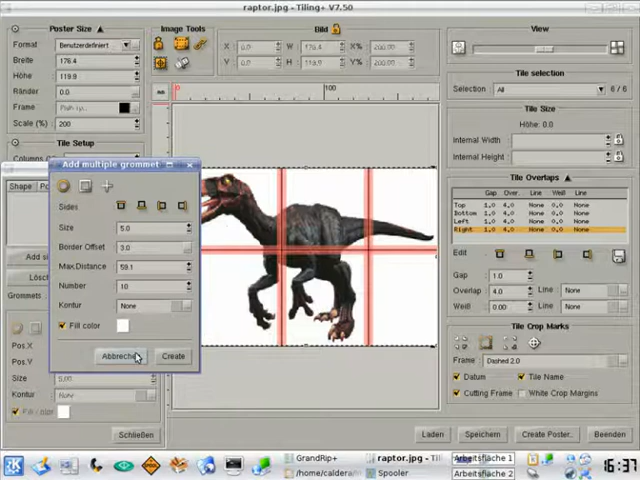 raptor.jpg - Tiling+ V7.50
Poster Size
Format
Benutzerdefiniert
Breite
176.4
Höhe
119.9
Ränder
0.0
Frame
Scale (%)
200
Tile Setup
Image Tools
Bild
X :
0.0
W :
176.4
X%
200.00
Y :
0.0
H :
119.9
Y%
200.00
View
Tile selection
Selection
All
6 / 6
Tile Size
Höhe: 0.0
Internal Width
Internal Height
Tile Overlaps
Gap Over. Line Weiß
Top 1.0 4.0 None 0.0
Bottom 1.0 4.0 None 0.0
Left 1.0 4.0 None 0.0
Right 1.0 4.0 None 0.0
Edit
Gap
1.0
Overlap
4.0
Line
None
Weiß
0.00
Line
None
Tile Crop Marks
Frame :
Dashed 2.0
Datum
Tile Name
Cutting Frame
White Crop Margins
0
100
Add multiple grommet
Sides
Size
5.0
Border Offset
3.0
Max.Distance
59.1
Number
10
Kontur
None
Fill color
Abbrechen
Create
Shape
Grommets
Pos.X
Pos.Y
Size
5.00
Kontur
None
Fill color
Schließen
Laden
Speichern
Create Poster..
Beenden
GrandRip+
raptor.jpg - Tili
/home/caldera
Spooler
Arbeitsfläche 1
Arbeitsfläche 2
16:37